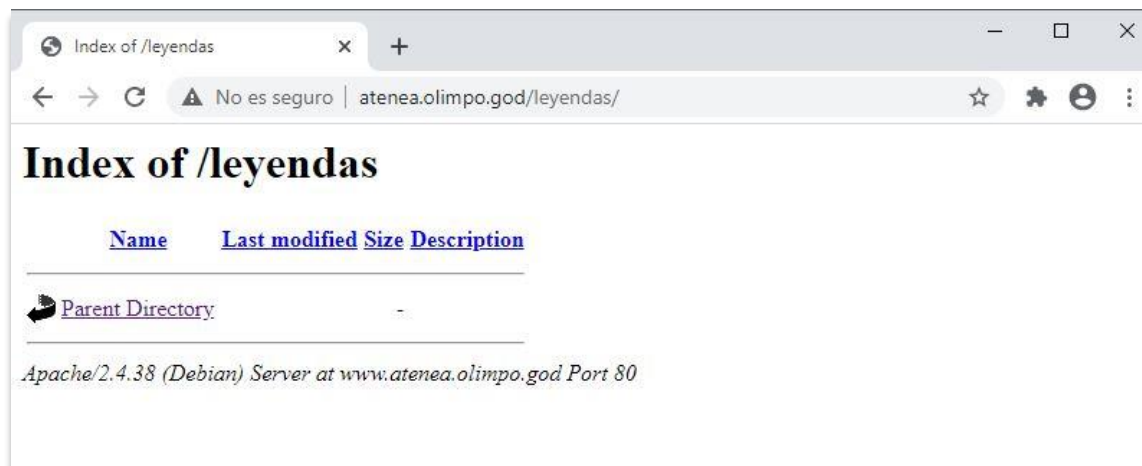 Index of /leyendas
No es seguro | atenea.olimpo.god/leyendas/
Index of /leyendas
Name Last modified Size Description
Parent Directory -
Apache/2.4.38 (Debian) Server at www.atenea.olimpo.god Port 80